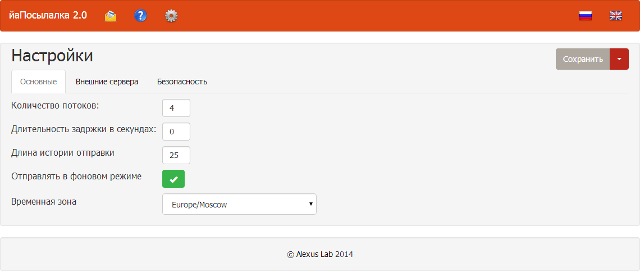 йаПосылалка 2.0
Настройки
Сохранить
Основные Внешние сервера Безопасность
Количество потоков: 4
Длительность задржки в секундах: 0
Длина истории отправки 25
Отправлять в фоновом режиме
Временная зона Europe/Moscow
© Alexus Lab 2014